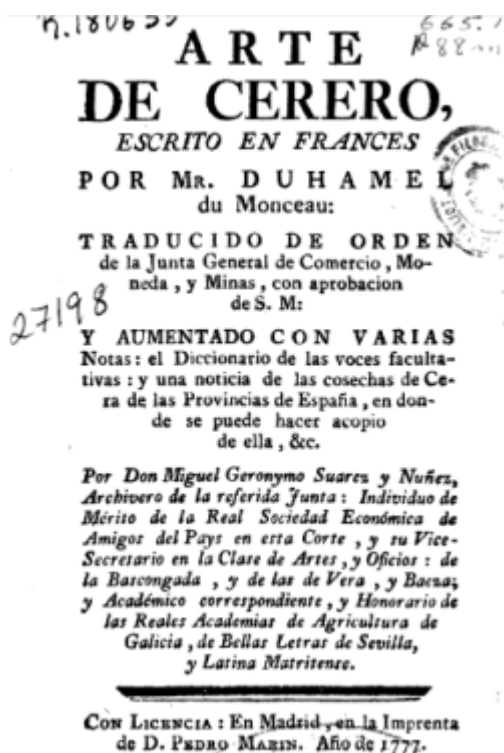 n.180655
665.1
R 88
ARTE
DE CERERO,
ESCRITO EN FRANCES
POR MR. DUHAMEL
du Monceau:
TRADUCIDO DE ORDEN
de la Junta General de Comercio, Mo-
neda, y Minas, con aprobacion
de S. M:
27198
Y AUMENTADO CON VARIAS
Notas: el Diccionario de las voces faculta-
tivas: y una noticia de las cosechas de Ce-
ra de las Provincias de España, en don-
de se puede hacer acopio
de ella, &c.
Por Don Miguel Geronymo Suarez y Nuñez,
Archivero de la referida Junta: Individuo de
Mérito de la Real Sociedad Económica de
Amigos del Pays en esta Corte, y su Vice-
Secretario en la Clase de Artes, y Oficios: de
la Bascongada, y de las de Vera, y Baeza;
y Académico correspondiente, y Honorario de
las Reales Academias de Agricultura de
Galicia, de Bellas Letras de Sevilla,
y Latina Matritense.
CON LICENCIA: En Madrid, en la Imprenta
de D. PEDRO MARIN. Año de 1777.